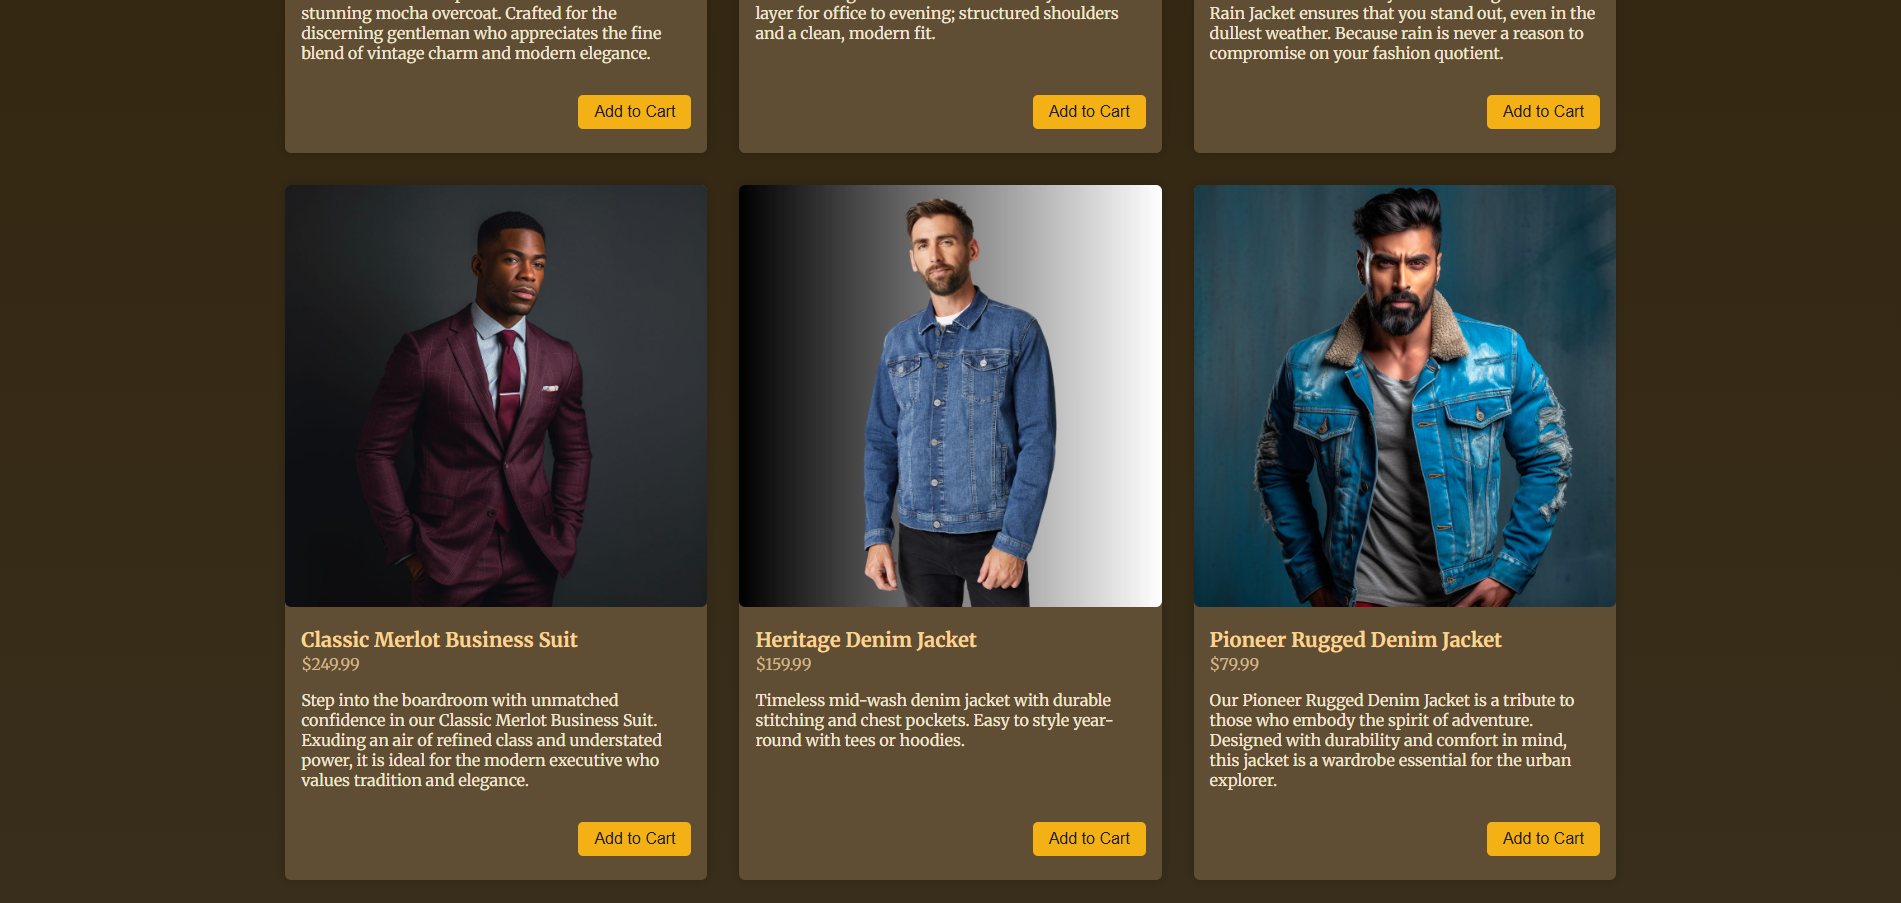 stunning mocha overcoat. Crafted for the
discerning gentleman who appreciates the fine
blend of vintage charm and modern elegance.
Add to Cart
layer for office to evening; structured shoulders
and a clean, modern fit.
Add to Cart
Rain Jacket ensures that you stand out, even in the
dullest weather. Because rain is never a reason to
compromise on your fashion quotient.
Add to Cart
Classic Merlot Business Suit
$249.99
Step into the boardroom with unmatched
confidence in our Classic Merlot Business Suit.
Exuding an air of refined class and understated
power, it is ideal for the modern executive who
values tradition and elegance.
Add to Cart
Heritage Denim Jacket
$159.99
Timeless mid-wash denim jacket with durable
stitching and chest pockets. Easy to style year-
round with tees or hoodies.
Add to Cart
Pioneer Rugged Denim Jacket
$79.99
Our Pioneer Rugged Denim Jacket is a tribute to
those who embody the spirit of adventure.
Designed with durability and comfort in mind,
this jacket is a wardrobe essential for the urban
explorer.
Add to Cart